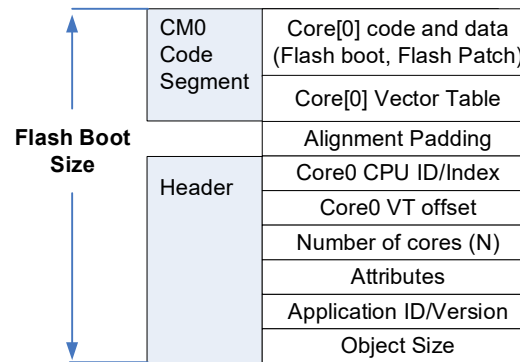 Flash Boot
Size
CM0
Code
Segment
Header
Core[0] code and data
(Flash boot, Flash Patch)
Core[0] Vector Table
Alignment Padding
Core0 CPU ID/Index
Core0 VT offset
Number of cores (N)
Attributes
Application ID/Version
Object Size